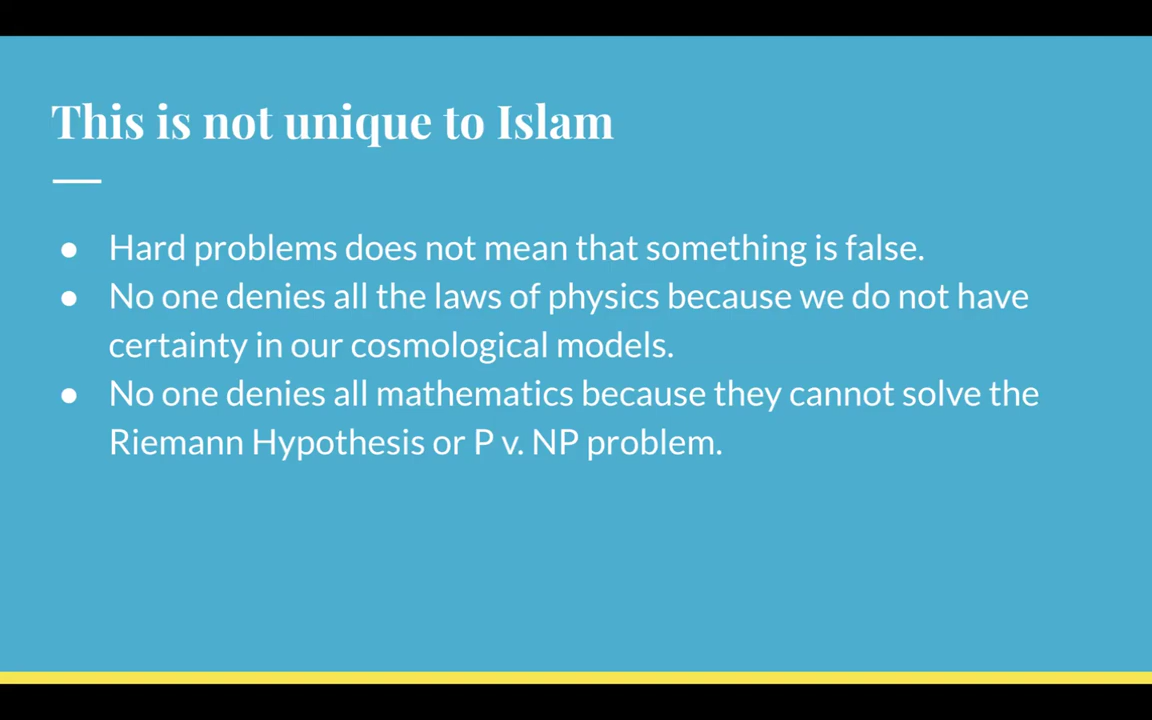 This is not unique to Islam
● Hard problems does not mean that something is false.
● No one denies all the laws of physics because we do not have
certainty in our cosmological models.
● No one denies all mathematics because they cannot solve the
Riemann Hypothesis or P v. NP problem.